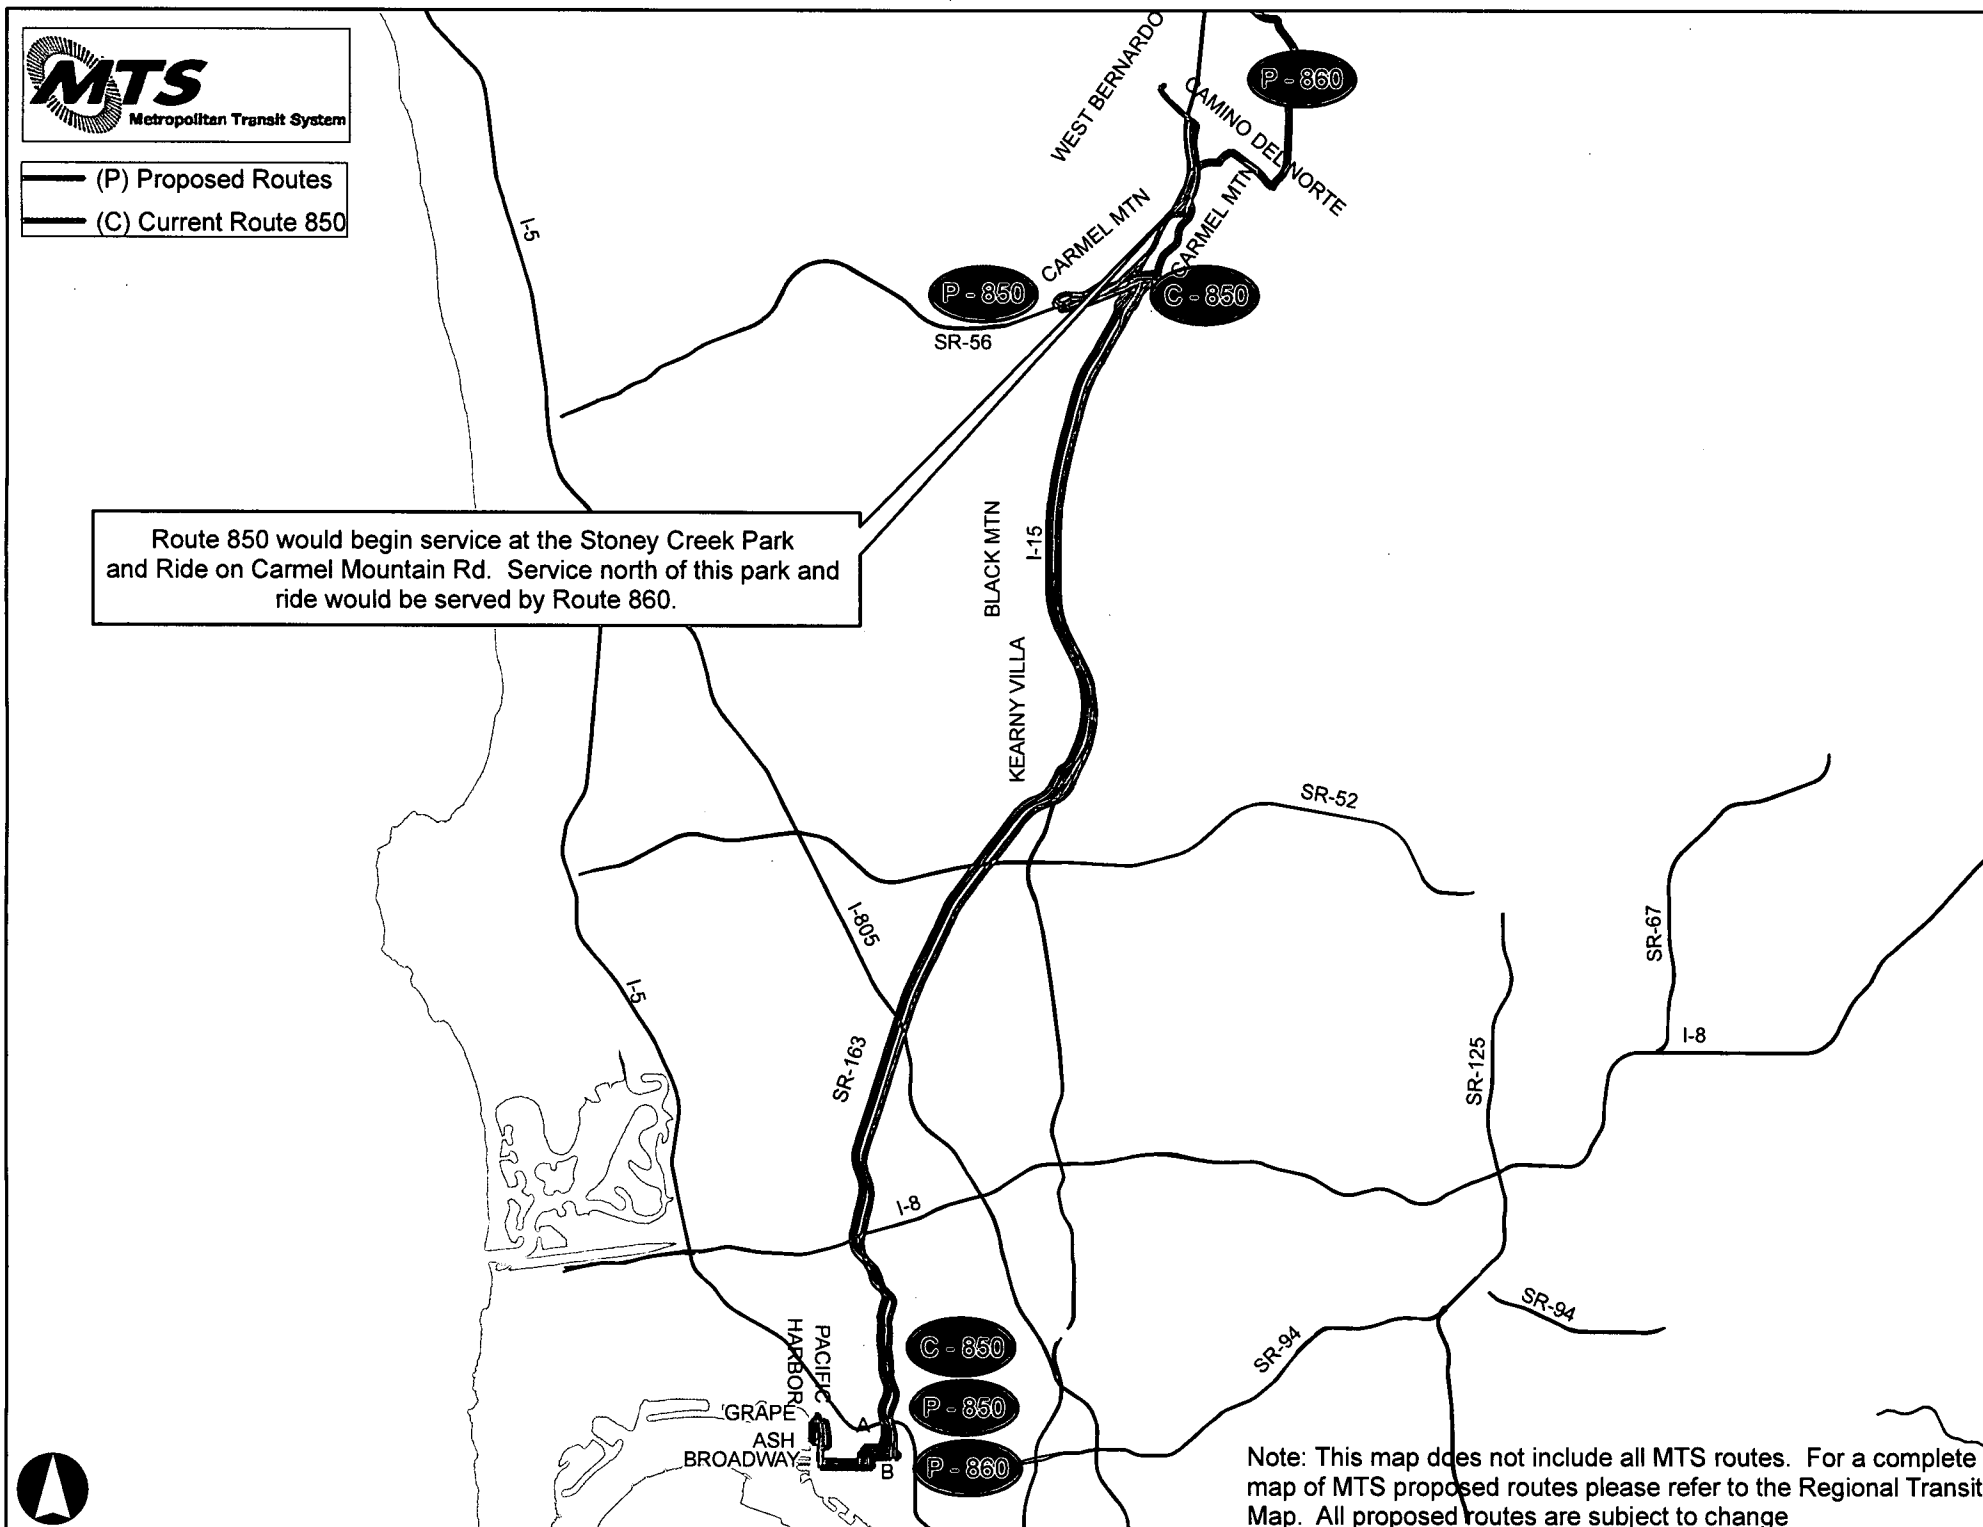 MTS
Metropolitan Transit System
(P) Proposed Routes
(C) Current Route 850
WEST BERNARDO
P - 860
CAMINO DEL NORTE
I-5
CARMEL MTN
CARMEL MTN
P - 850
C - 850
SR-56
Route 850 would begin service at the Stoney Creek Park
and Ride on Carmel Mountain Rd. Service north of this park and
ride would be served by Route 860.
BLACK MTN
I-15
KEARNY VILLA
SR-52
I-805
SR-67
I-5
SR-163
SR-125
I-8
I-8
SR-94
SR-94
PACIFIC
HARBOR
C - 850
P - 850
P - 860
GRAPE
A
ASH
BROADWAY
B
Note: This map does not include all MTS routes. For a complete
map of MTS proposed routes please refer to the Regional Transit
Map. All proposed routes are subject to change